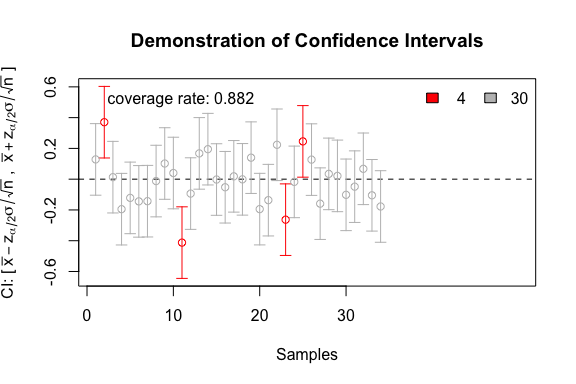 Demonstration of Confidence Intervals
coverage rate: 0.882
4
30
0.6
0.2
-0.2
-0.6
CI: [ x̅ − zα/2σ/√n , x̅ + zα/2σ/√n ]
0 10 20 30
Samples